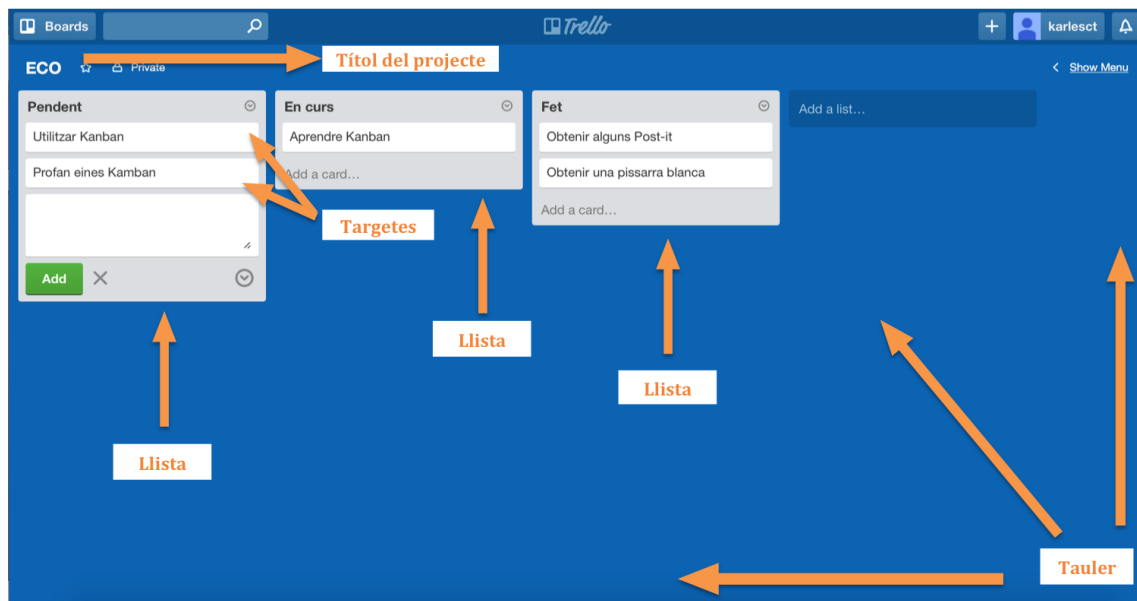 Boards
Trello
karlesct
ECO
Private
Títol del projecte
Show Menu
Pendent
Utilitzar Kanban
Profan eines Kamban
Add
En curs
Aprendre Kanban
Add a card...
Fet
Obtenir alguns Post-it
Obtenir una pissarra blanca
Add a card...
Add a list...
Targetes
Llista
Llista
Llista
Tauler